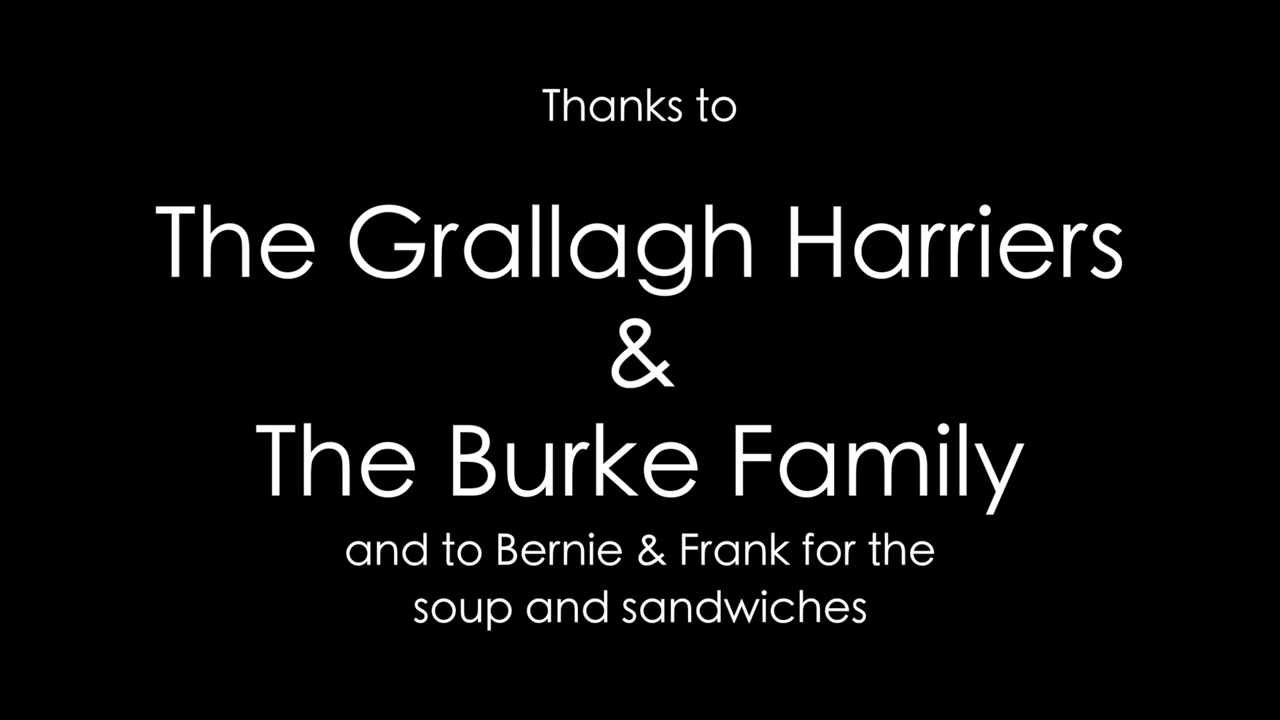 Thanks to
The Grallagh Harriers
&
The Burke Family
and to Bernie & Frank for the
soup and sandwiches